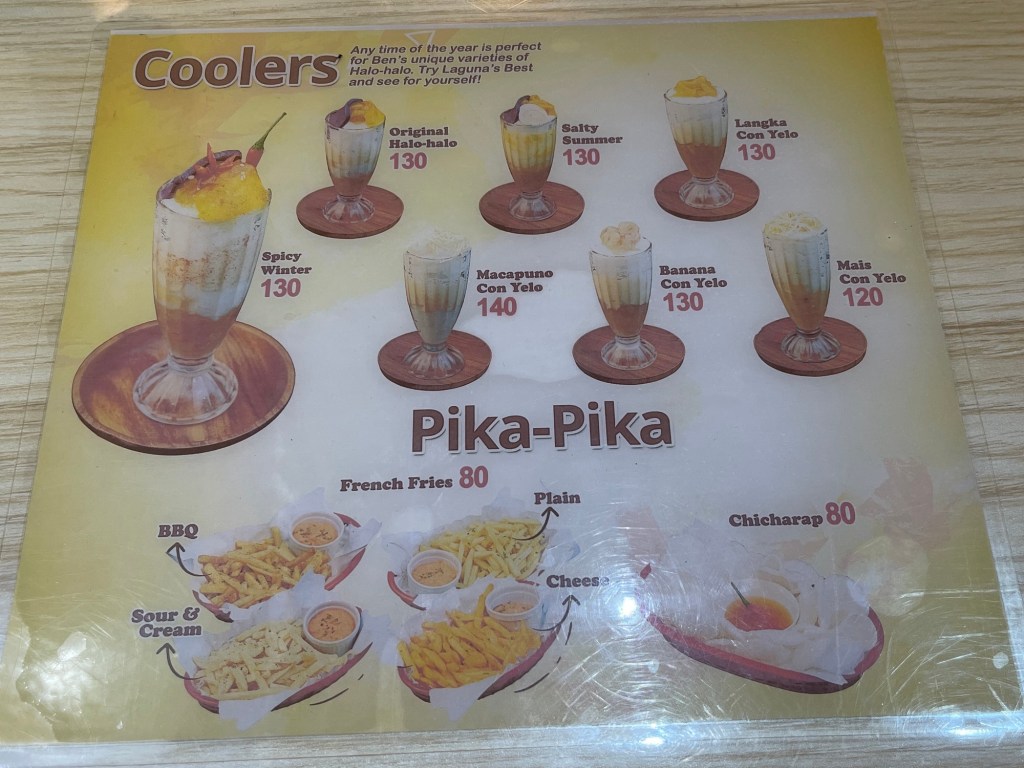 Coolers
Any time of the year is perfect
for Ben's unique varieties of
Halo-halo. Try Laguna's Best
and see for yourself!
Original
Halo-halo
130
Salty
Summer
130
Langka
Con Yelo
130
Spicy
Winter
130
Macapuno
Con Yelo
140
Banana
Con Yelo
130
Mais
Con Yelo
120
Pika-Pika
French Fries 80
BBQ
Plain
Sour &
Cream
Cheese
Chicharap 80